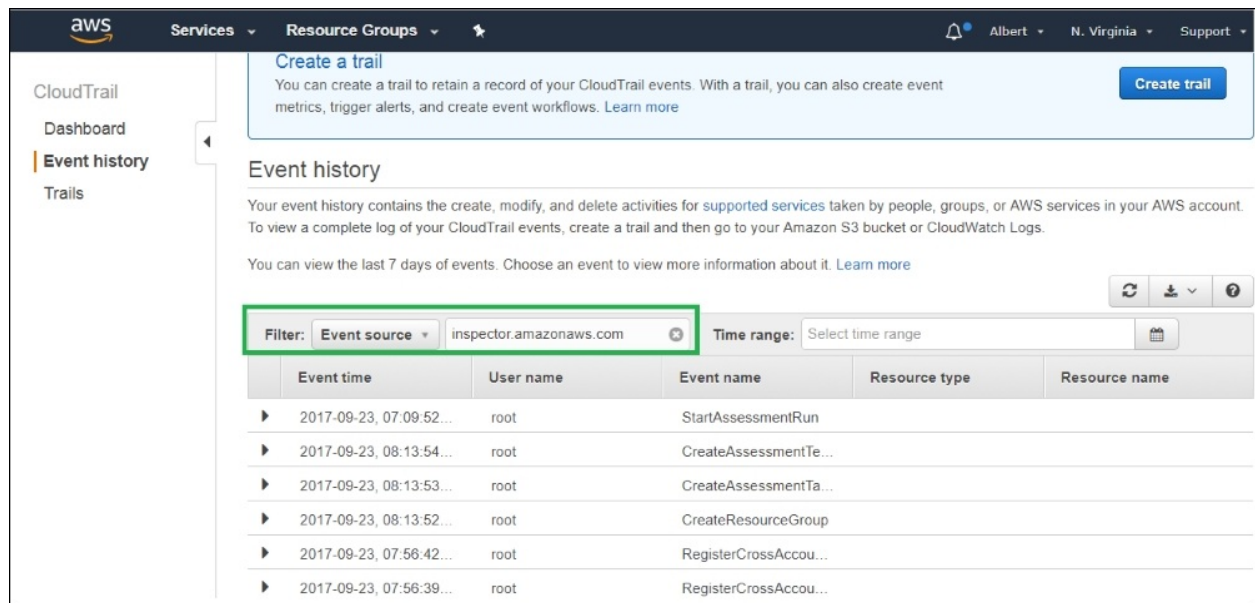 aws Services Resource Groups Albert N. Virginia Support
CloudTrail
Dashboard
Event history
Trails
Create a trail
You can create a trail to retain a record of your CloudTrail events. With a trail, you can also create event
metrics, trigger alerts, and create event workflows. Learn more
Create trail
Event history
Your event history contains the create, modify, and delete activities for supported services taken by people, groups, or AWS services in your AWS account.
To view a complete log of your CloudTrail events, create a trail and then go to your Amazon S3 bucket or CloudWatch Logs.
You can view the last 7 days of events. Choose an event to view more information about it. Learn more
Filter: Event source inspector.amazonaws.com Time range: Select time range
Event time User name Event name Resource type Resource name
2017-09-23, 07:09:52... root StartAssessmentRun
2017-09-23, 08:13:54... root CreateAssessmentTe...
2017-09-23, 08:13:53... root CreateAssessmentTa...
2017-09-23, 08:13:52... root CreateResourceGroup
2017-09-23, 07:56:42... root RegisterCrossAccou...
2017-09-23, 07:56:39... root RegisterCrossAccou...